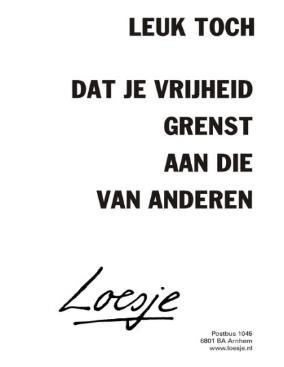 LEUK TOCH
DAT JE VRIJHEID
GRENST
AAN DIE
VAN ANDEREN
Loesje
Postbus 1045
6801 BA Arnhem
www.loesje.nl